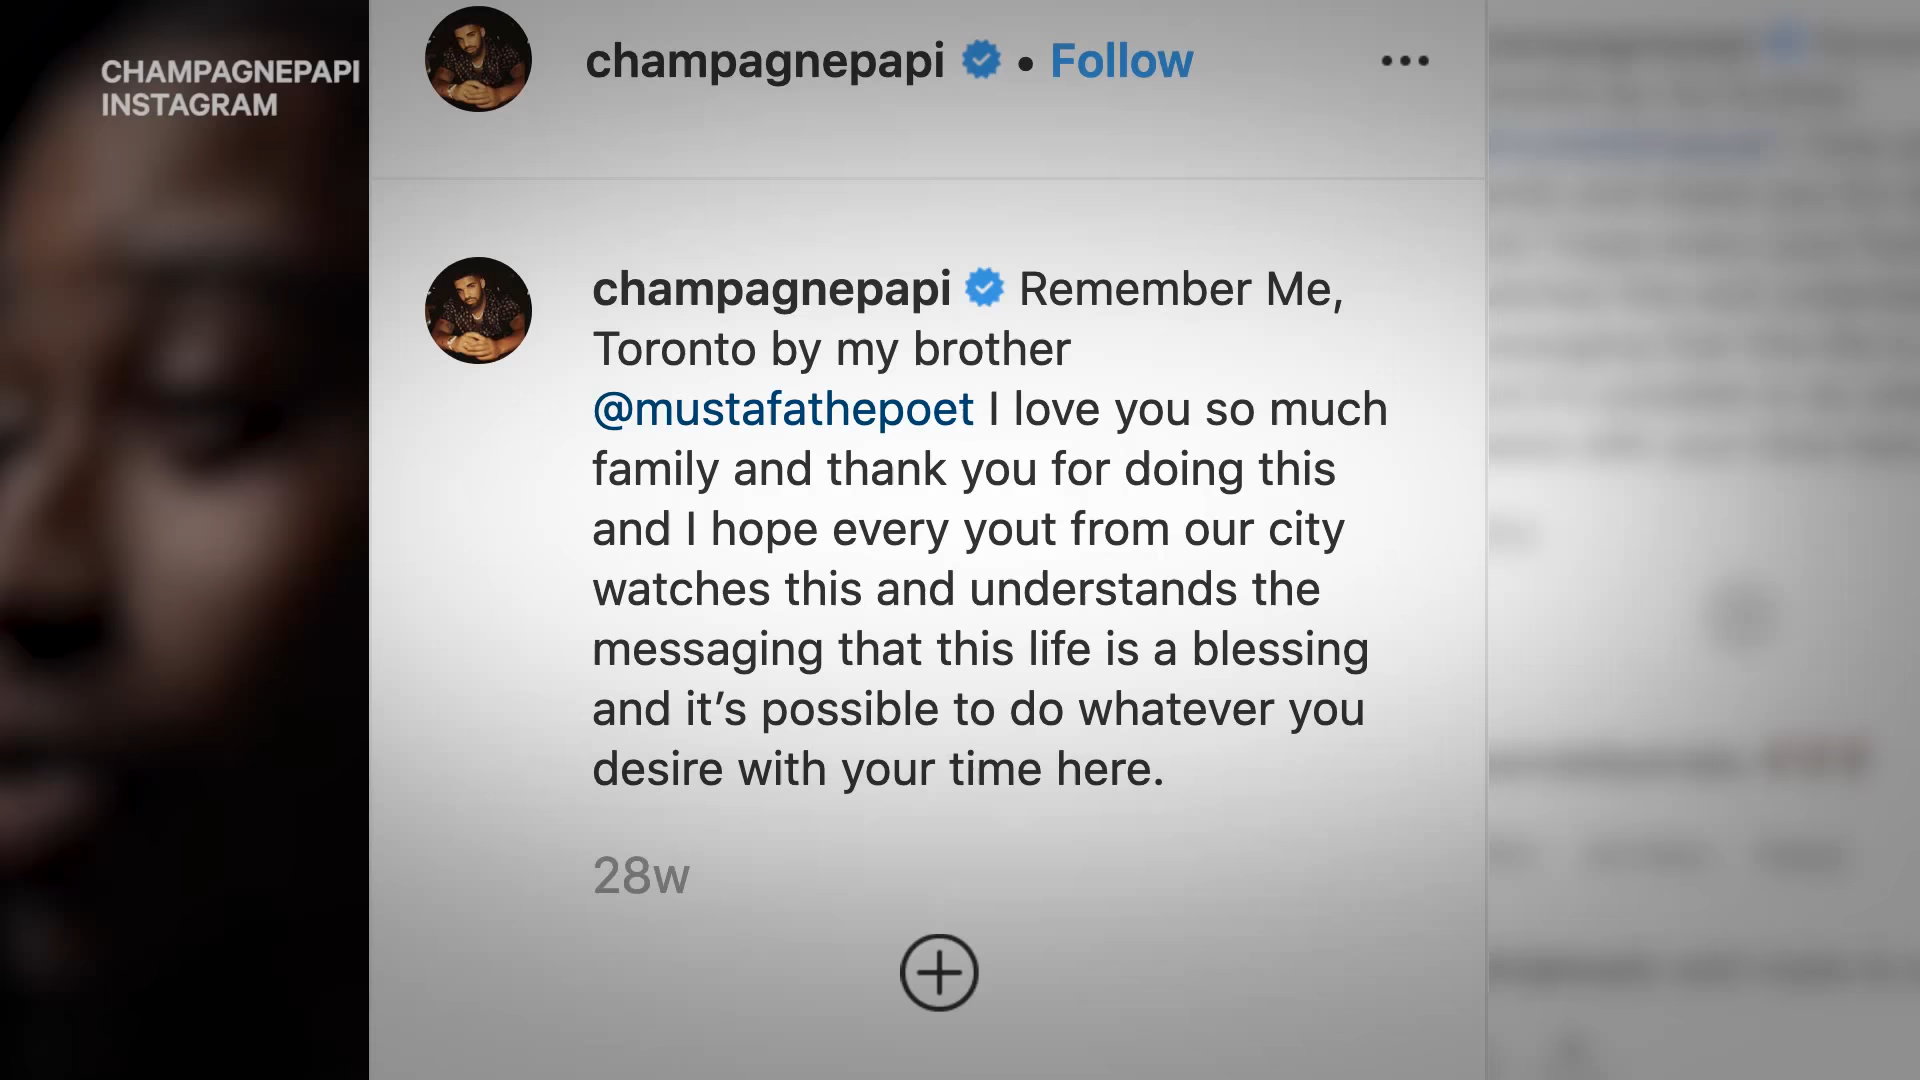 CHAMPAGNEPAPI
INSTAGRAM
champagnepapi • Follow
champagnepapi Remember Me,
Toronto by my brother
@mustafathepoet I love you so much
family and thank you for doing this
and I hope every yout from our city
watches this and understands the
messaging that this life is a blessing
and it’s possible to do whatever you
desire with your time here.
28w